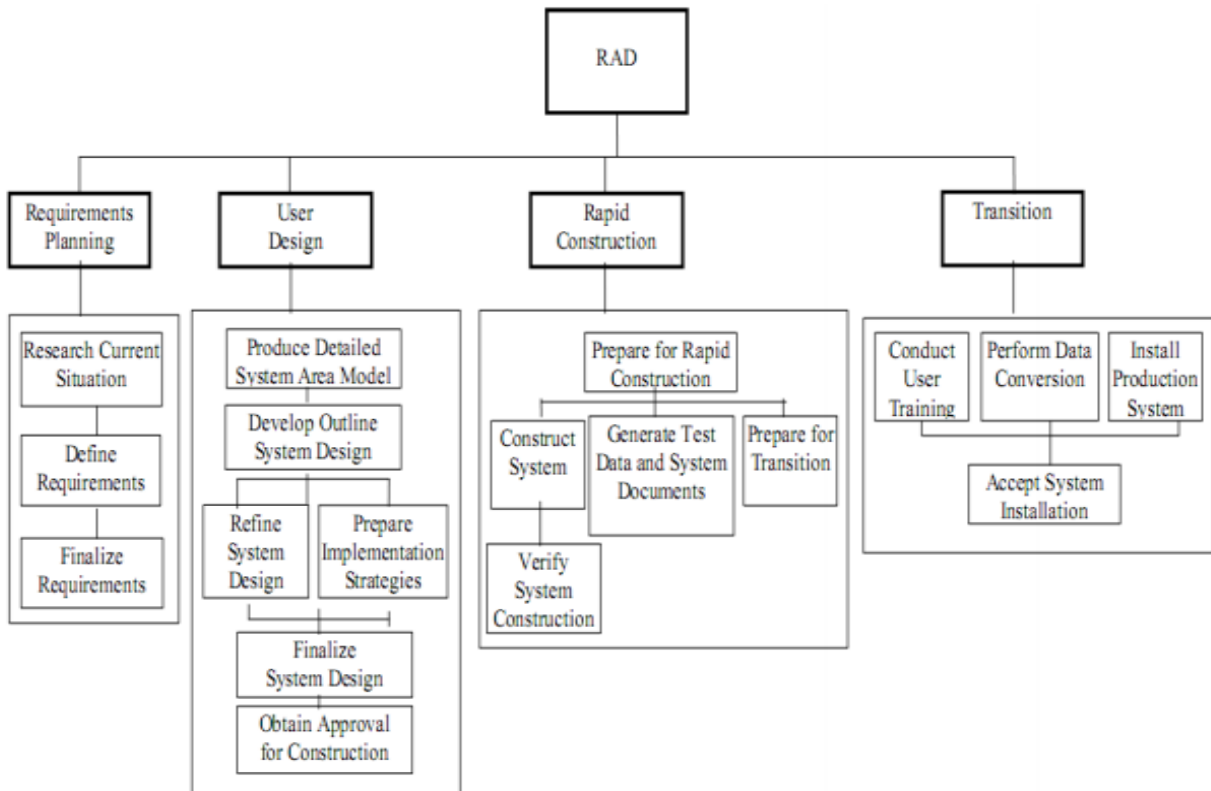 RAD
Requirements
Planning
User
Design
Rapid
Construction
Transition
Research Current
Situation
Define
Requirements
Finalize
Requirements
Produce Detailed
System Area Model
Develop Outline
System Design
Refine
System
Design
Prepare
Implementation
Strategies
Finalize
System Design
Obtain Approval
for Construction
Prepare for Rapid
Construction
Construct
System
Generate Test
Data and System
Documents
Prepare for
Transition
Verify
System
Construction
Conduct
User
Training
Perform Data
Conversion
Install
Production
System
Accept System
Installation